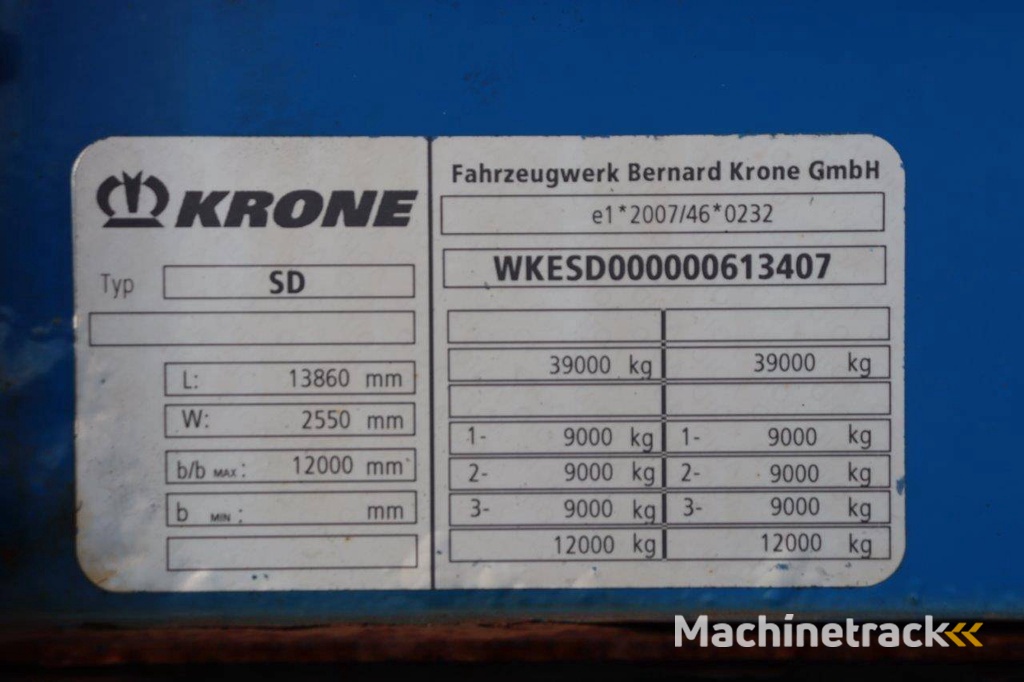 KRONE
Typ SD
L: 13860 mm
W: 2550 mm
b/b MAX: 12000 mm
b MIN: mm
Fahrzeugwerk Bernard Krone GmbH
e1*2007/46*0232
WKESD000000613407
39000 kg 39000 kg
1- 9000 kg 1- 9000 kg
2- 9000 kg 2- 9000 kg
3- 9000 kg 3- 9000 kg
12000 kg 12000 kg
Machinetrack